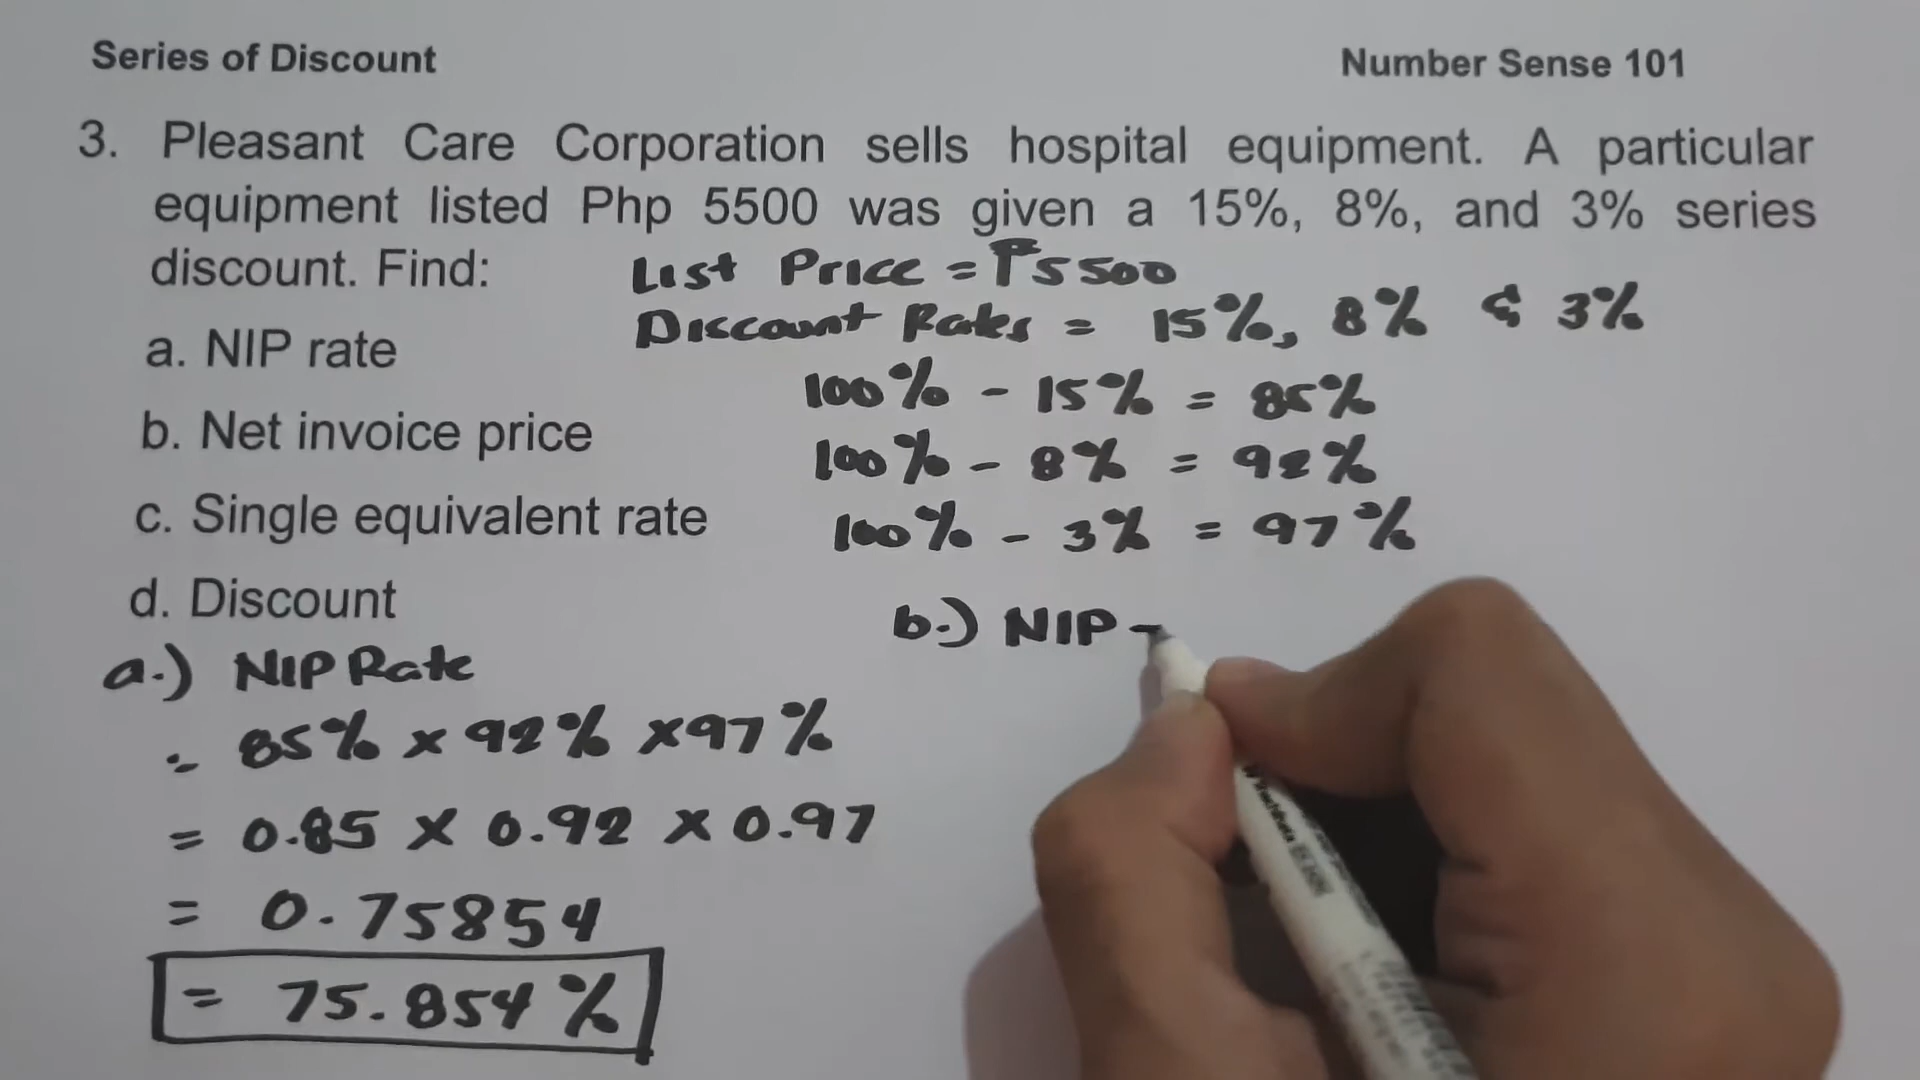 Series of Discount
Number Sense 101
3. Pleasant Care Corporation sells hospital equipment. A particular
equipment listed Php 5500 was given a 15%, 8%, and 3% series
discount. Find:
List Price = ₱5500
Discount Rates = 15%, 8% & 3%
a. NIP rate
100% - 15% = 85%
b. Net invoice price
100% - 8% = 92%
c. Single equivalent rate
100% - 3% = 97%
d. Discount
a.) NIP Rate
= 85% x 92% x 97%
= 0.85 x 0.92 x 0.97
= 0.75854
= 75.854%
b.) NIP -